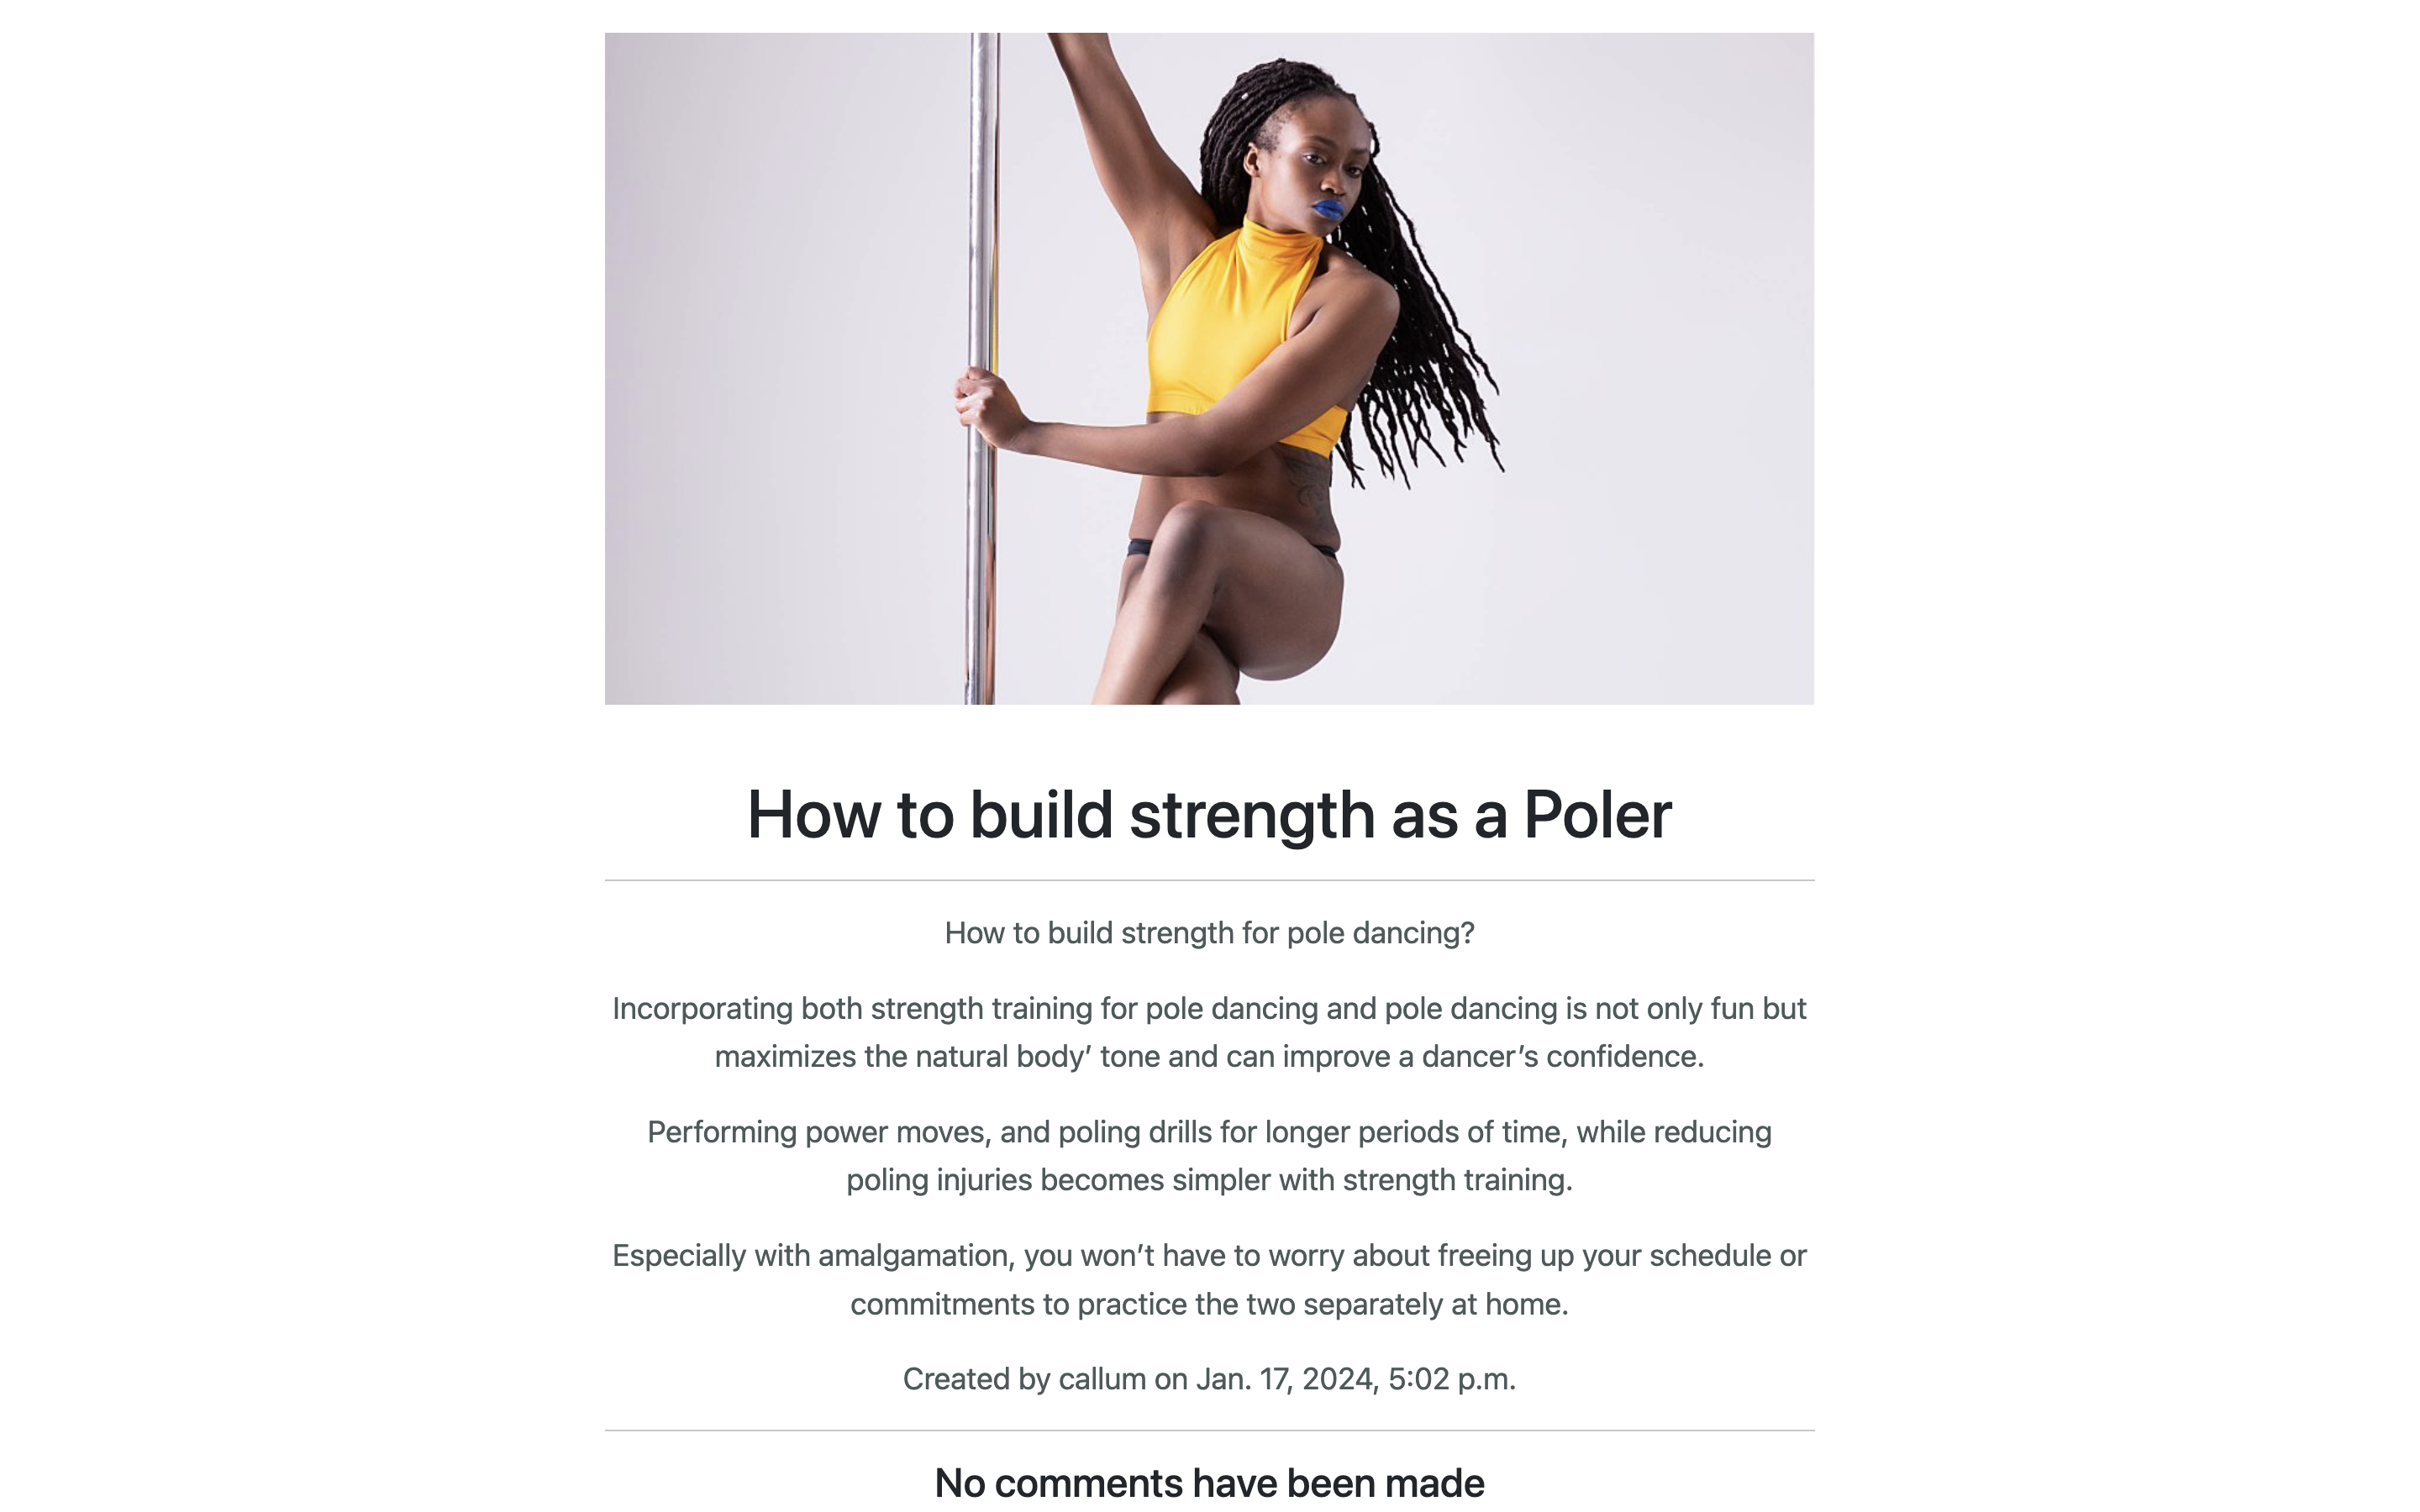 How to build strength as a Poler
How to build strength for pole dancing?
Incorporating both strength training for pole dancing and pole dancing is not only fun but
maximizes the natural body’ tone and can improve a dancer’s confidence.
Performing power moves, and poling drills for longer periods of time, while reducing
poling injuries becomes simpler with strength training.
Especially with amalgamation, you won’t have to worry about freeing up your schedule or
commitments to practice the two separately at home.
Created by callum on Jan. 17, 2024, 5:02 p.m.
No comments have been made